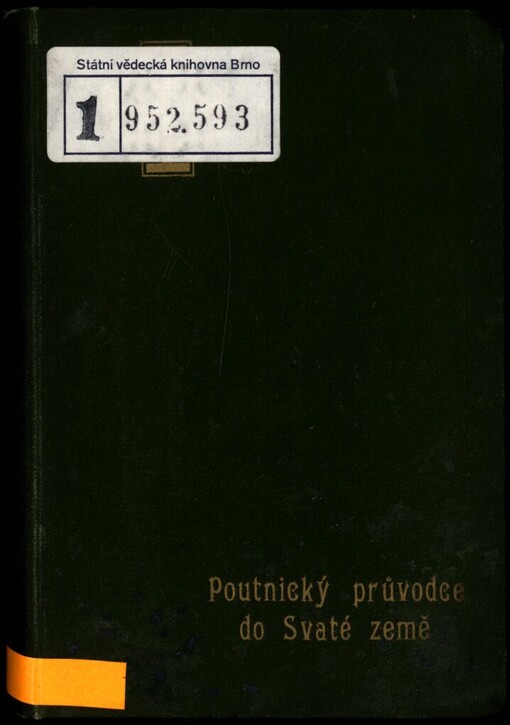 Státní vědecká knihovna Brno
1 952.593
Poutnický průvodce
do Svaté země